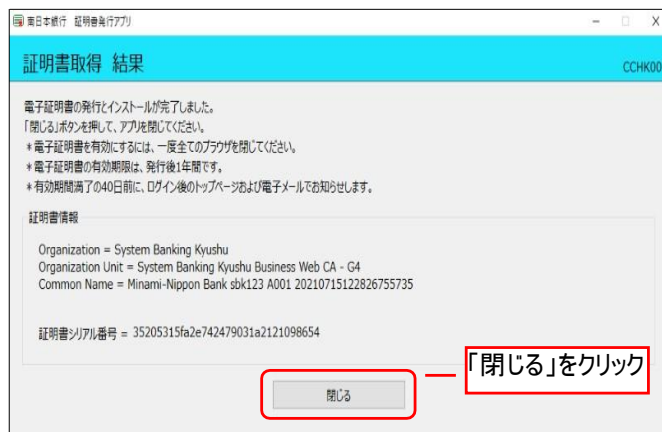 南日本銀行 証明書発行アプリ
証明書取得 結果
CCHK00
電子証明書の発行とインストールが完了しました。
「閉じる」ボタンを押して、アプリを閉じてください。
＊電子証明書を有効にするには、一度全てのブラウザを閉じてください。
＊電子証明書の有効期限は、発行後1年間です。
＊有効期間満了の40日前に、ログイン後のトップページおよび電子メールでお知らせします。
証明書情報
Organization = System Banking Kyushu
Organization Unit = System Banking Kyushu Business Web CA - G4
Common Name = Minami-Nippon Bank sbk123 A001 20210715122826755735
証明書シリアル番号 = 35205315fa2e742479031a2121098654
「閉じる」をクリック
閉じる